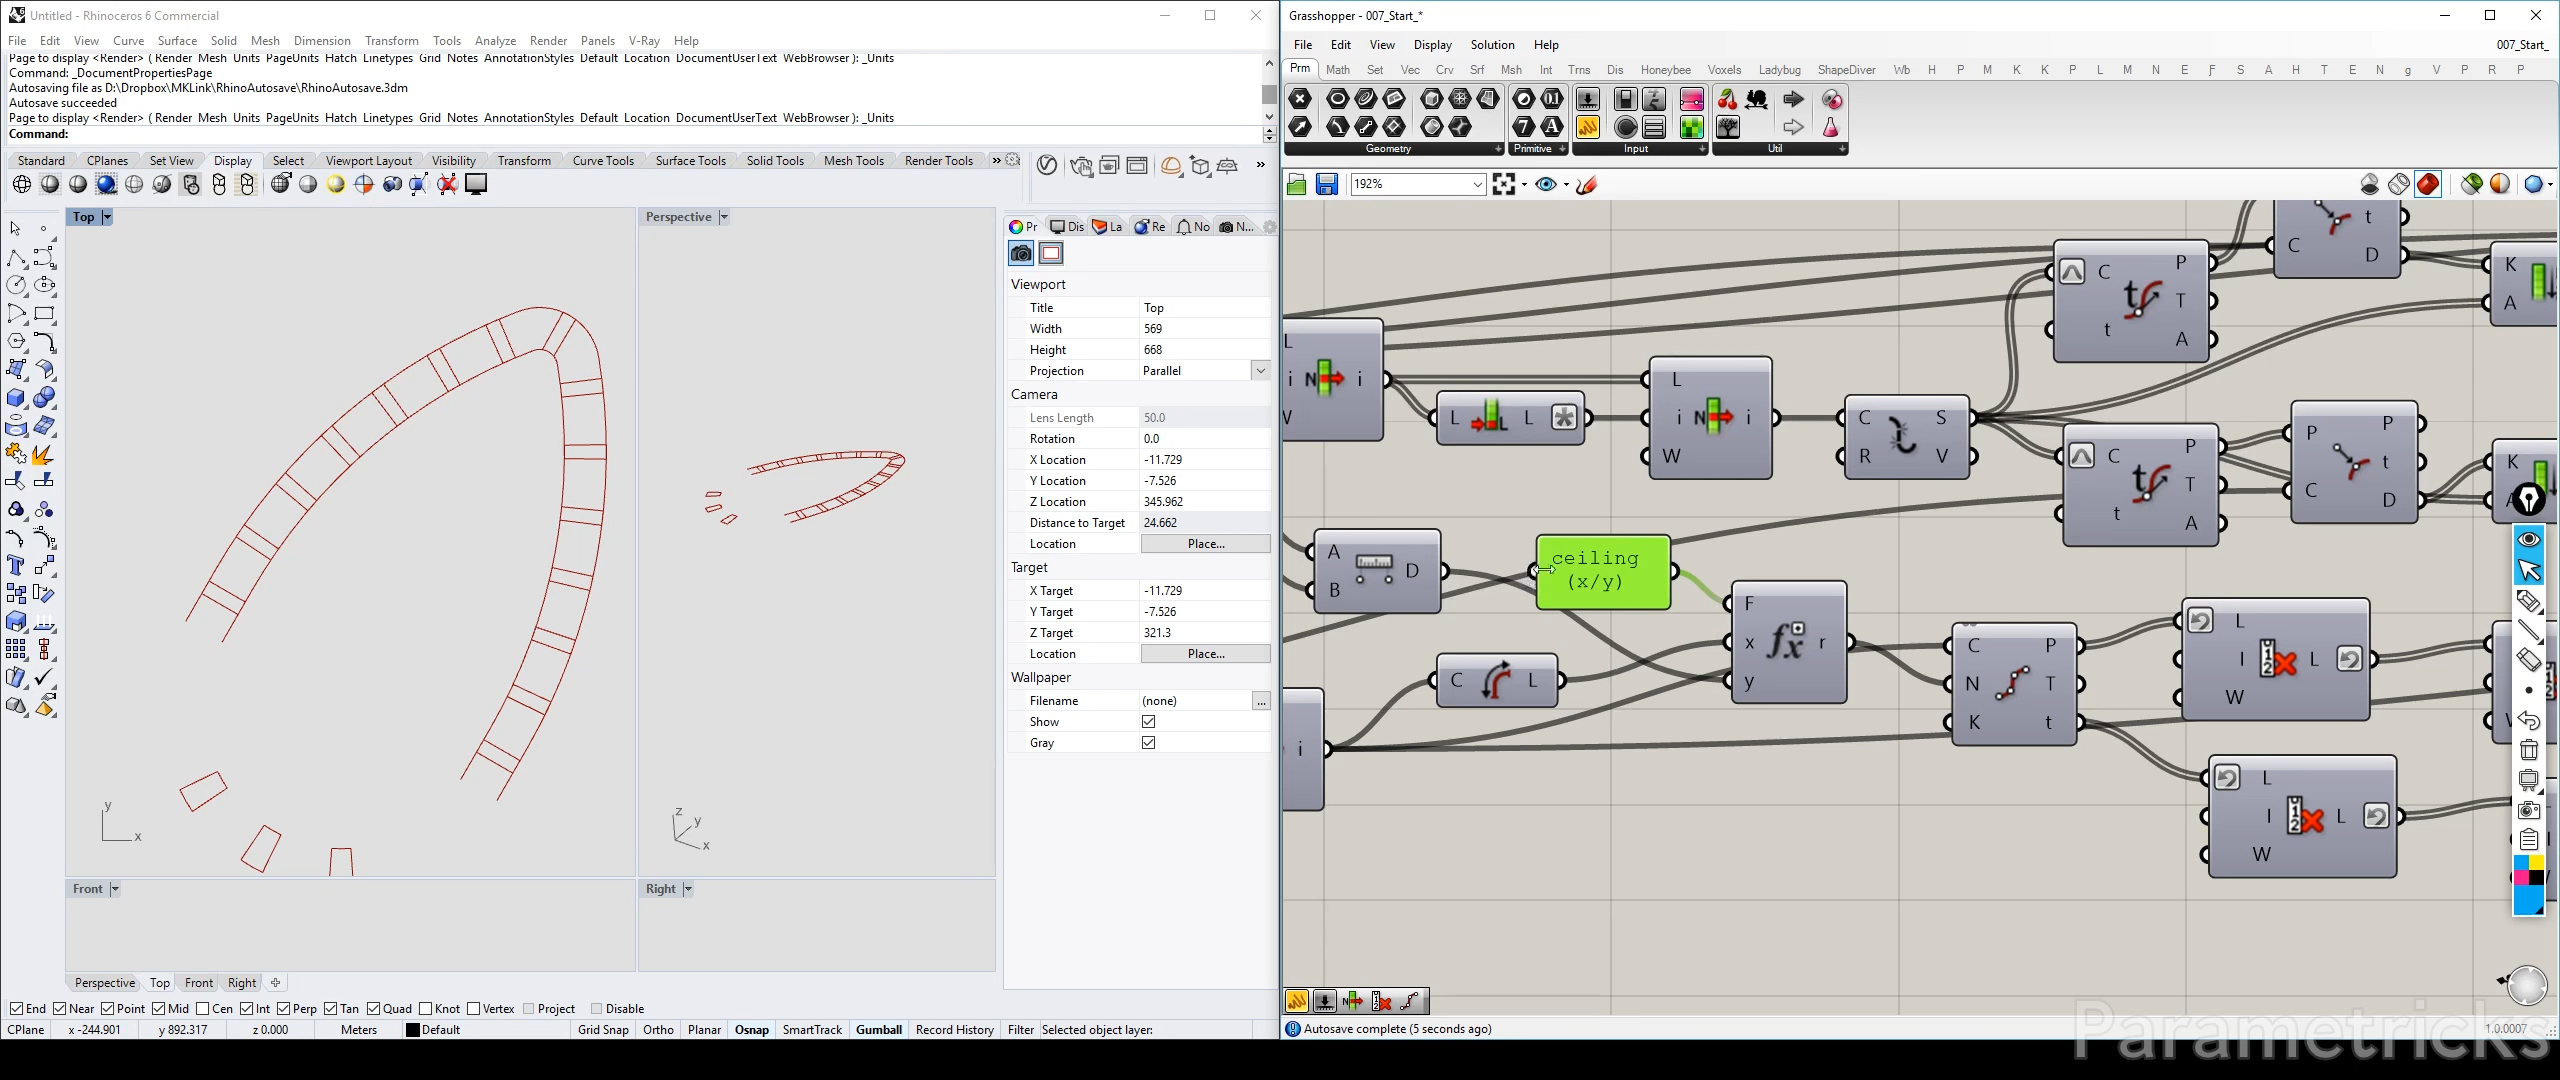 Untitled - Rhinoceros 6 Commercial
File Edit View Curve Surface Solid Mesh Dimension Transform Tools Analyze Render Panels V-Ray Help
Page to display <Render> ( Render Mesh Units PageUnits Hatch Linetypes Grid Notes AnnotationStyles Default Location DocumentUserText WebBrowser ): _Units
Command: _DocumentPropertiesPage
Autosaving file as D:\Dropbox\MKLink\RhinoAutosave\RhinoAutosave.3dm
Autosave succeeded
Page to display <Render> ( Render Mesh Units PageUnits Hatch Linetypes Grid Notes AnnotationStyles Default Location DocumentUserText WebBrowser ): _Units
Command:
Standard CPlanes Set View Display Select Viewport Layout Visibility Transform Curve Tools Surface Tools Solid Tools Mesh Tools Render Tools »
Top
Perspective
Pr Dis La Re No N...
Viewport
Title Top
Width 569
Height 668
Projection Parallel
Camera
Lens Length 50.0
Rotation 0.0
X Location -11.729
Y Location -7.526
Z Location 345.962
Distance to Target 24.662
Location Place...
Target
X Target -11.729
Y Target -7.526
Z Target 321.3
Location Place...
Wallpaper
Filename (none) ...
Show
Gray
y
x
z
y
x
Front
Right
Perspective Top Front Right
End Near Point Mid Cen Int Perp Tan Quad Knot Vertex Project Disable
CPlane x -244.901 y 892.317 z 0.000 Meters Default Grid Snap Ortho Planar Osnap SmartTrack Gumball Record History Filter Selected object layer:
Grasshopper - 007_Start_*
File Edit View Display Solution Help 007_Start_
Prm Math Set Vec Crv Srf Msh Int Trns Dis Honeybee Voxels Ladybug ShapeDiver Wb H P M K K P L M N E F S A H T E N g V P R P
Geometry Primitive Input Util
192%
t
C D
C P
T
t A
K
A
L
i N i
L L
L
i N i
W
C S
R V
C P
T
t A
P P
t
C D
K
A B D
ceiling
(x/y)
F
x fx r
y
C L
i
C P
N T
K t
L
I L
W
L
I L
W
Autosave complete (5 seconds ago)
1.0.0007
Parametricks